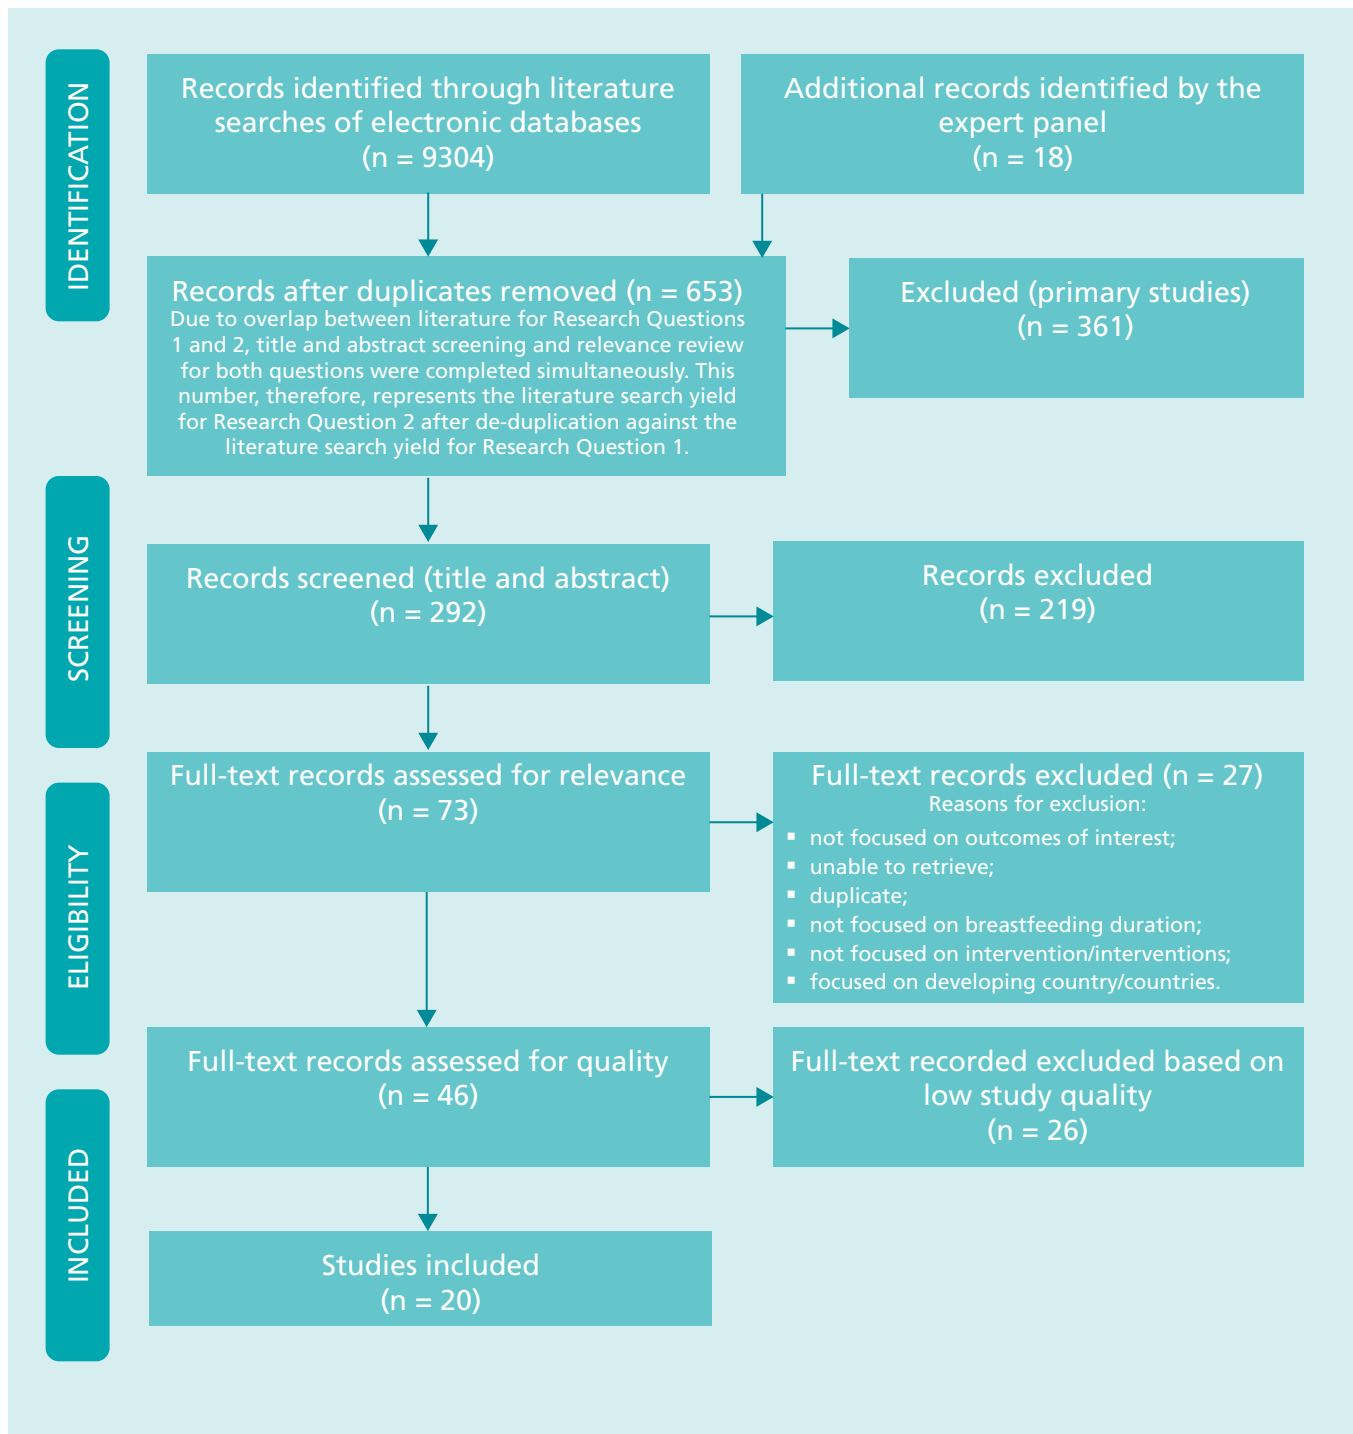 IDENTIFICATION
Records identified through literature
searches of electronic databases
(n = 9304)
Additional records identified by the
expert panel
(n = 18)
Records after duplicates removed (n = 653)
Due to overlap between literature for Research Questions
1 and 2, title and abstract screening and relevance review
for both questions were completed simultaneously. This
number, therefore, represents the literature search yield
for Research Question 2 after de-duplication against the
literature search yield for Research Question 1.
Excluded (primary studies)
(n = 361)
SCREENING
Records screened (title and abstract)
(n = 292)
Records excluded
(n = 219)
ELIGIBILITY
Full-text records assessed for relevance
(n = 73)
Full-text records excluded (n = 27)
Reasons for exclusion:
▪ not focused on outcomes of interest;
▪ unable to retrieve;
▪ duplicate;
▪ not focused on breastfeeding duration;
▪ not focused on intervention/interventions;
▪ focused on developing country/countries.
Full-text records assessed for quality
(n = 46)
Full-text recorded excluded based on
low study quality
(n = 26)
INCLUDED
Studies included
(n = 20)